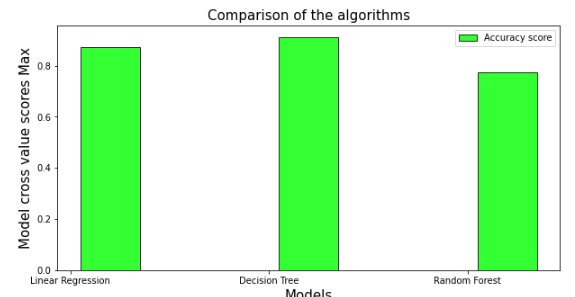 Comparison of the algorithms
Accuracy score
Model cross value scores Max
0.8
0.6
0.4
0.2
0.0
Linear Regression
Decision Tree
Random Forest
Models